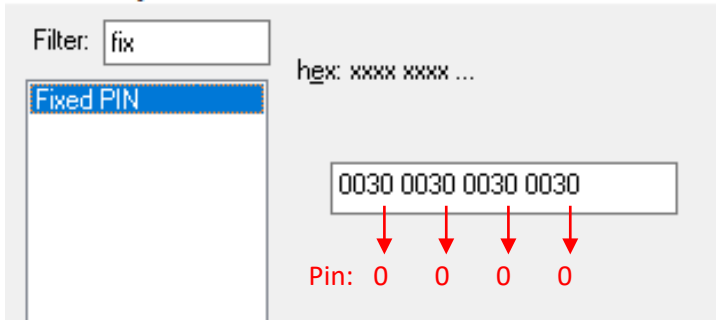 Filter: fix
hex: xxxx xxxx ...
Fixed PIN
0030 0030 0030 0030
Pin: 0 0 0 0